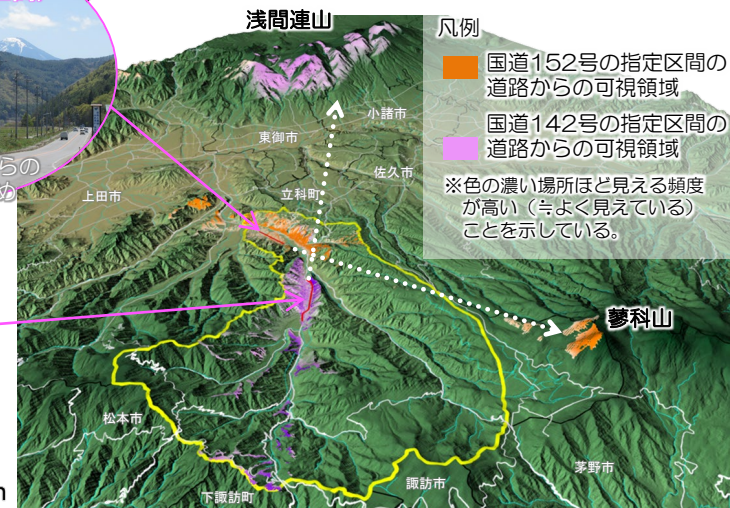 浅間連山
凡例
国道152号の指定区間の
道路からの可視領域
国道142号の指定区間の
道路からの可視領域
※色の濃い場所ほど見える頻度
が高い（≒よく見えている）
ことを示している。
小諸市
東御市
佐久市
らの
め
上田市
立科町
蓼科山
松本市
茅野市
諏訪市
下諏訪町